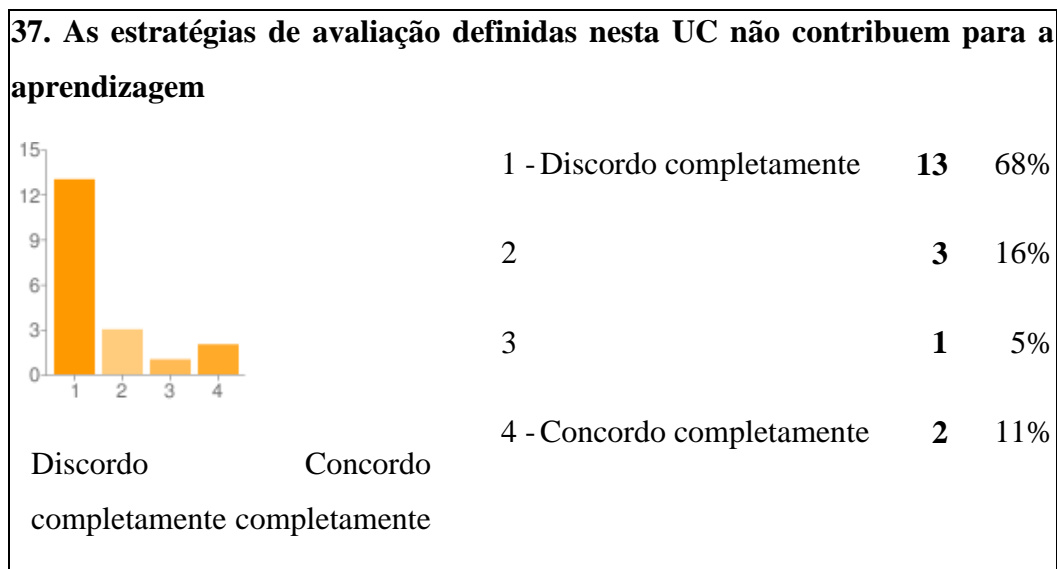 37. As estratégias de avaliação definidas nesta UC não contribuem para a
aprendizagem
15
12
9
6
3
0
1 2 3 4
Discordo Concordo
completamente completamente
1 - Discordo completamente 13 68%
2 3 16%
3 1 5%
4 - Concordo completamente 2 11%